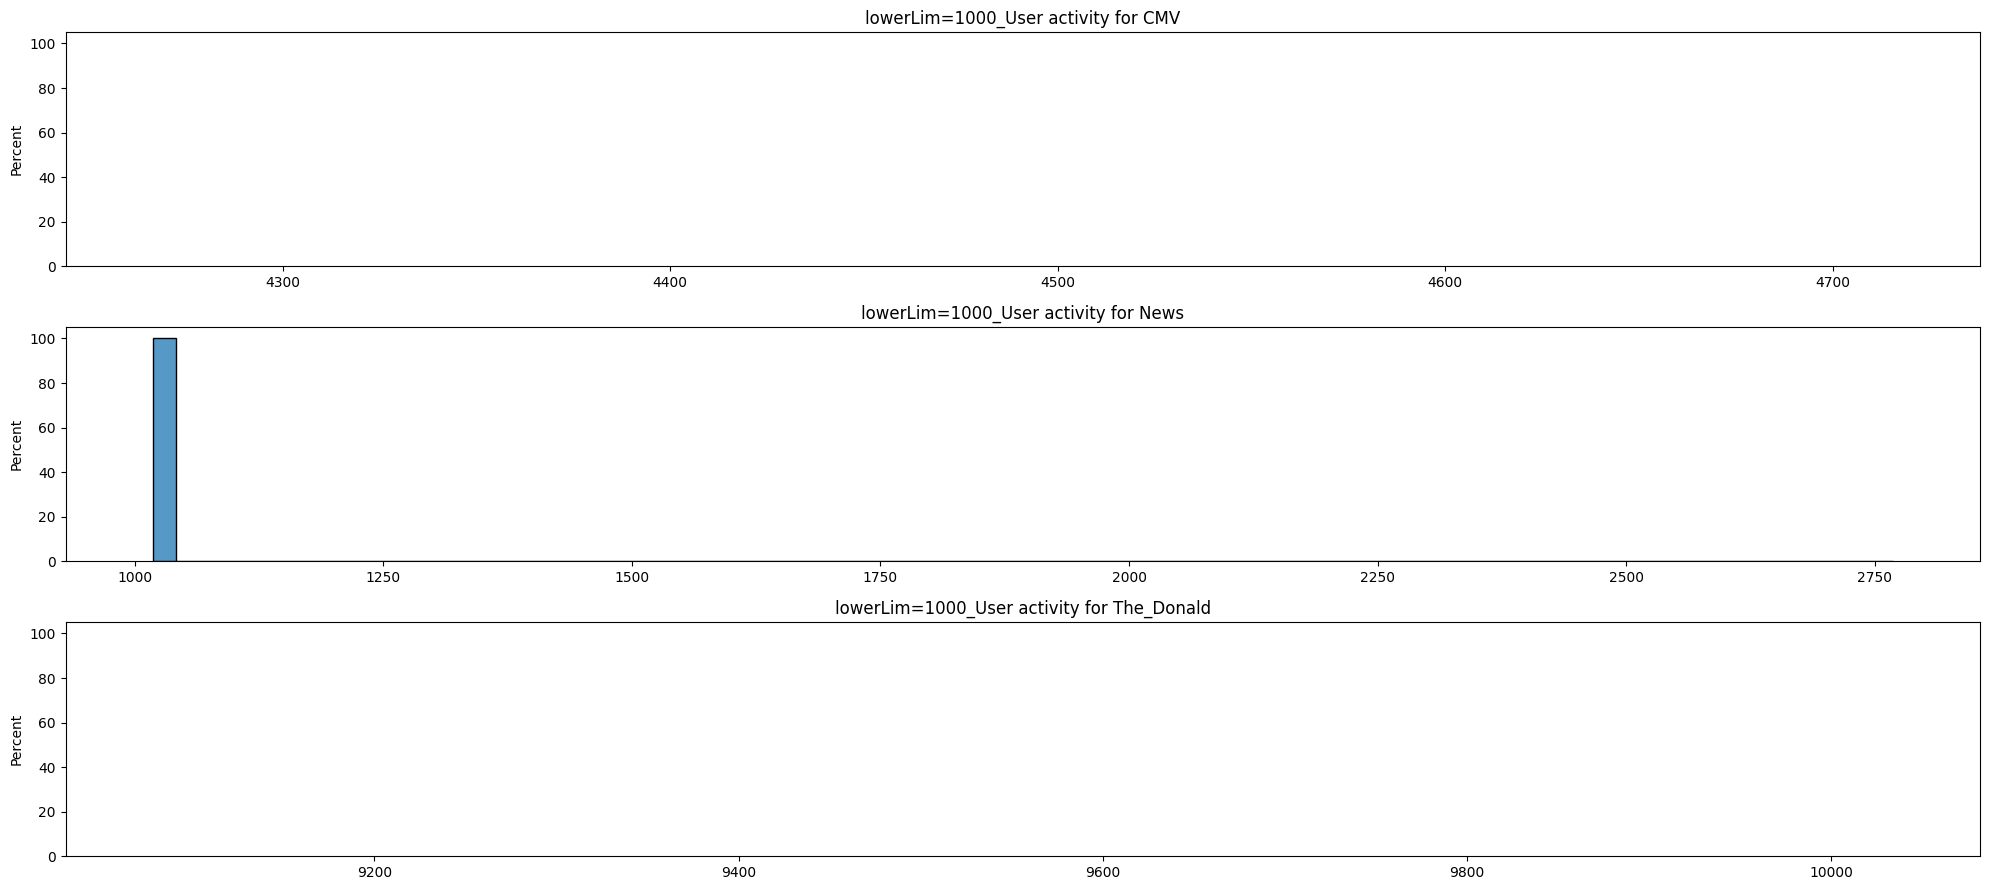 lowerLim=1000_User activity for CMV
100
80
60
40
20
0
Percent
4300 4400 4500 4600 4700
lowerLim=1000_User activity for News
100
80
60
40
20
0
Percent
1000 1250 1500 1750 2000 2250 2500 2750
lowerLim=1000_User activity for The_Donald
100
80
60
40
20
0
Percent
9200 9400 9600 9800 10000